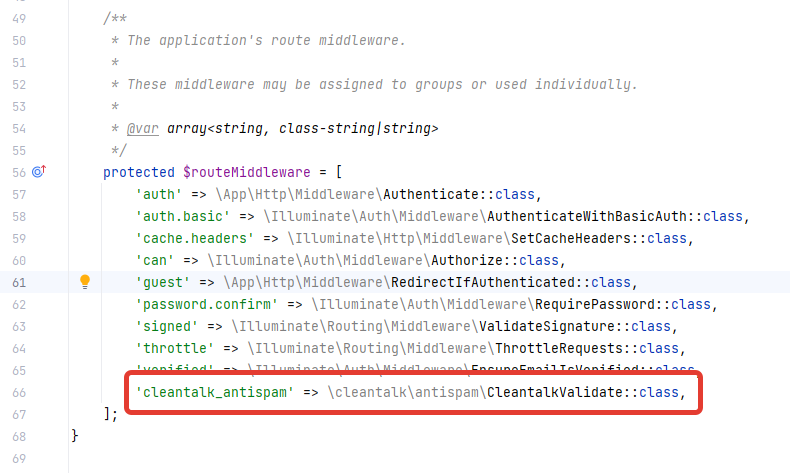 49 /**
50 * The application's route middleware.
51 *
52 * These middleware may be assigned to groups or used individually.
53 *
54 * @var array<string, class-string|string>
55 */
56 protected $routeMiddleware = [
57 'auth' => \App\Http\Middleware\Authenticate::class,
58 'auth.basic' => \Illuminate\Auth\Middleware\AuthenticateWithBasicAuth::class,
59 'cache.headers' => \Illuminate\Http\Middleware\SetCacheHeaders::class,
60 'can' => \Illuminate\Auth\Middleware\Authorize::class,
61 'guest' => \App\Http\Middleware\RedirectIfAuthenticated::class,
62 'password.confirm' => \Illuminate\Auth\Middleware\RequirePassword::class,
63 'signed' => \Illuminate\Routing\Middleware\ValidateSignature::class,
64 'throttle' => \Illuminate\Routing\Middleware\ThrottleRequests::class,
65 'verified' => \Illuminate\Auth\Middleware\EnsureEmailIsVerified::class,
66 'cleantalk_antispam' => \cleantalk\antispam\CleantalkValidate::class,
67 ];
68 }
69